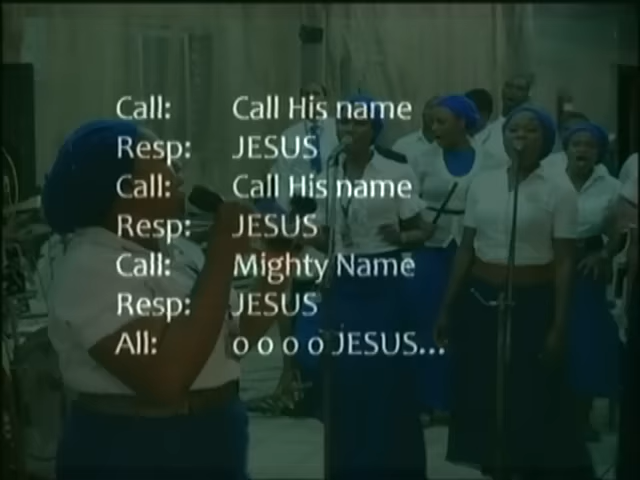 Call: Call His name
Resp: JESUS
Call: Call His name
Resp: JESUS
Call: Mighty Name
Resp: JESUS
All: o o o o JESUS...